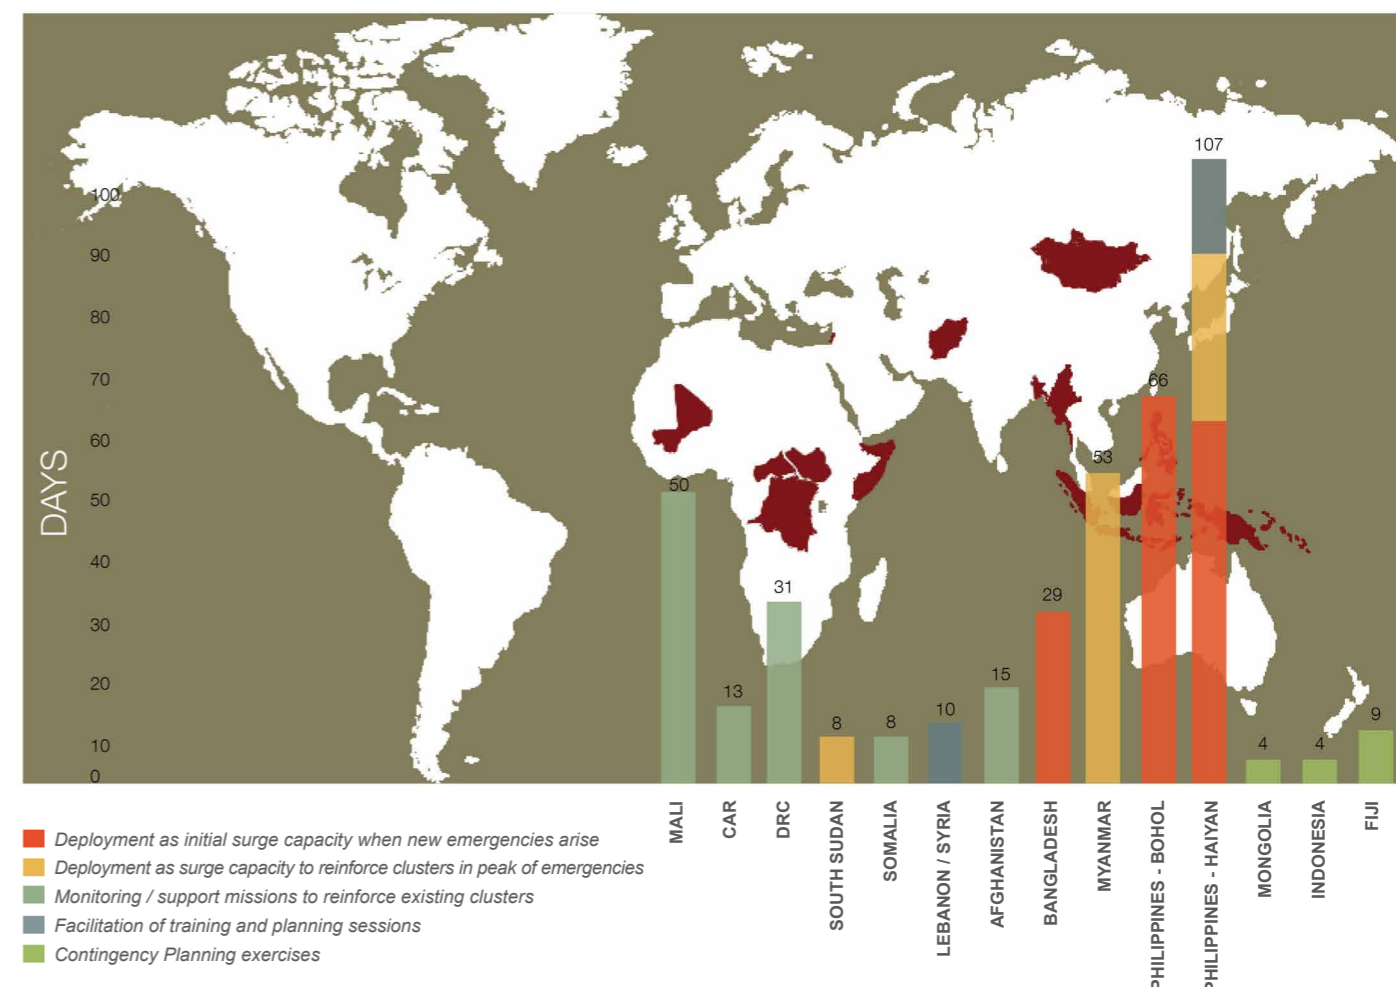 107
100
90
80
70
66
60
53
50
50
40
31
30
29
20
15
13
10
10
9
8
8
4
4
0
DAYS
MALI
CAR
DRC
SOUTH SUDAN
SOMALIA
LEBANON / SYRIA
AFGHANISTAN
BANGLADESH
MYANMAR
PHILIPPINES - BOHOL
PHILIPPINES - HAIYAN
MONGOLIA
INDONESIA
FIJI
Deployment as initial surge capacity when new emergencies arise
Deployment as surge capacity to reinforce clusters in peak of emergencies
Monitoring / support missions to reinforce existing clusters
Facilitation of training and planning sessions
Contingency Planning exercises